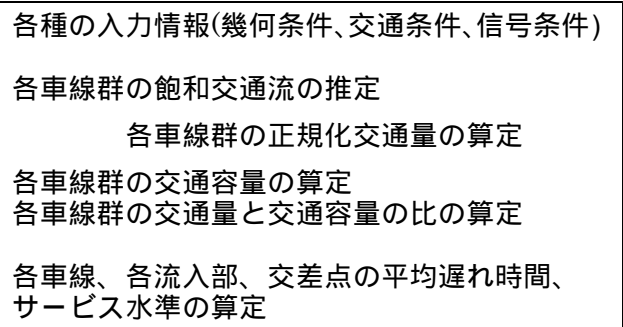 各種の入力情報(幾何条件、交通条件、信号条件)
各車線群の飽和交通流の推定
各車線群の正規化交通量の算定
各車線群の交通容量の算定
各車線群の交通量と交通容量の比の算定
各車線、各流入部、交差点の平均遅れ時間、
サービス水準の算定